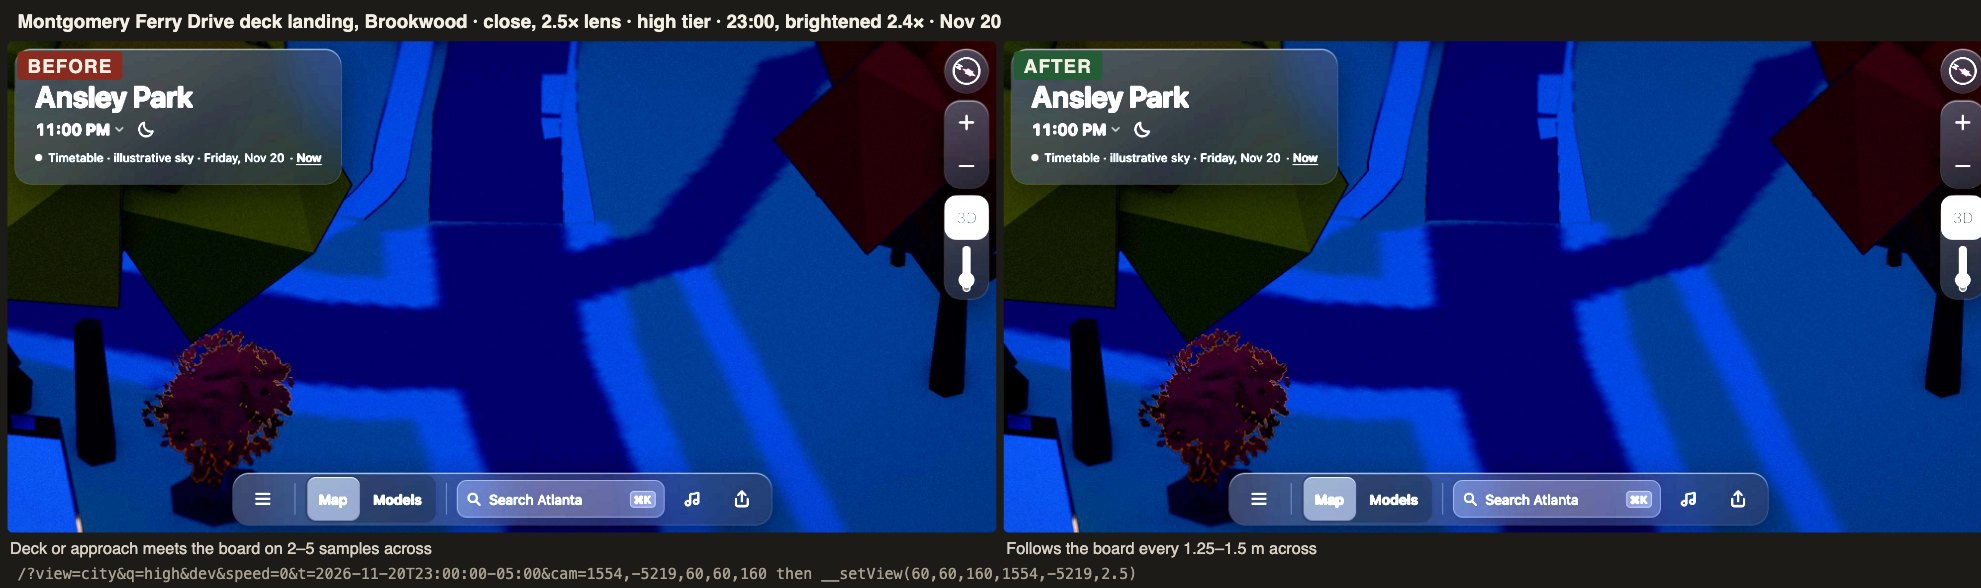 Montgomery Ferry Drive deck landing, Brookwood · close, 2.5× lens · high tier · 23:00, brightened 2.4× · Nov 20
BEFORE
Ansley Park
11:00 PM
Timetable · illustrative sky · Friday, Nov 20 · Now
+
−
3D
Map Models Search Atlanta ⌘K
Deck or approach meets the board on 2–5 samples across
AFTER
Ansley Park
11:00 PM
Timetable · illustrative sky · Friday, Nov 20 · Now
+
−
3D
Map Models Search Atlanta ⌘K
Follows the board every 1.25–1.5 m across
/?view=city&q=high&dev&speed=0&t=2026-11-20T23:00:00-05:00&cam=1554,-5219,60,60,160 then __setView(60,60,160,1554,-5219,2.5)